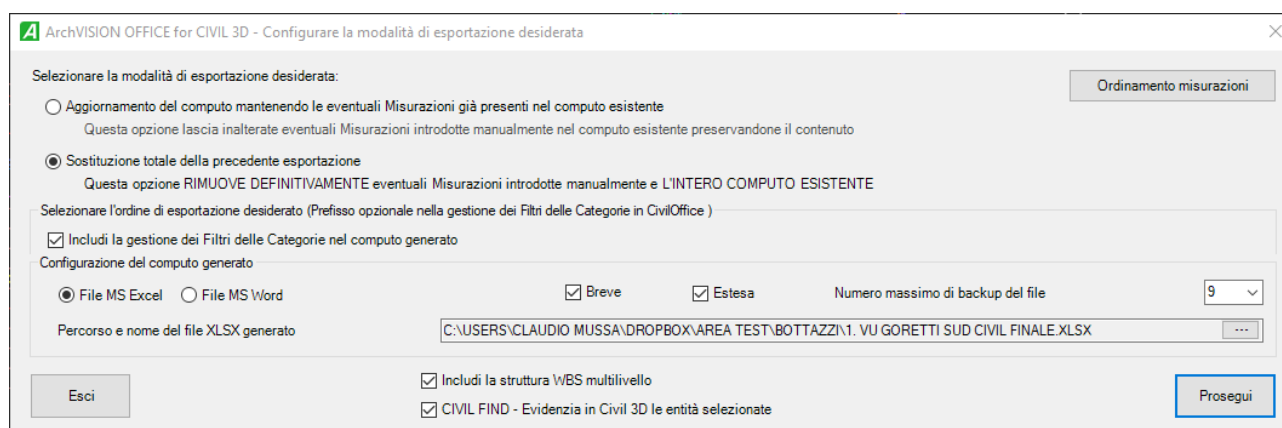 ArchVISION OFFICE for CIVIL 3D - Configurare la modalità di esportazione desiderata
Selezionare la modalità di esportazione desiderata:
Ordinamento misurazioni
Aggiornamento del computo mantenendo le eventuali Misurazioni già presenti nel computo esistente
Questa opzione lascia inalterate eventuali Misurazioni introdotte manualmente nel computo esistente preservandone il contenuto
Sostituzione totale della precedente esportazione
Questa opzione RIMUOVE DEFINITIVAMENTE eventuali Misurazioni introdotte manualmente e L'INTERO COMPUTO ESISTENTE
Selezionare l'ordine di esportazione desiderato (Prefisso opzionale nella gestione dei Filtri delle Categorie in CivilOffice )
Includi la gestione dei Filtri delle Categorie nel computo generato
Configurazione del computo generato
File MS Excel File MS Word Breve Estesa Numero massimo di backup del file 9
Percorso e nome del file XLSX generato C:\USERS\CLAUDIO MUSSA\DROPBOX\AREA TEST\BOTTAZZI\1. VU GORETTI SUD CIVIL FINALE.XLSX ...
Esci
Includi la struttura WBS multilivello
CIVIL FIND - Evidenzia in Civil 3D le entità selezionate
Prosegui